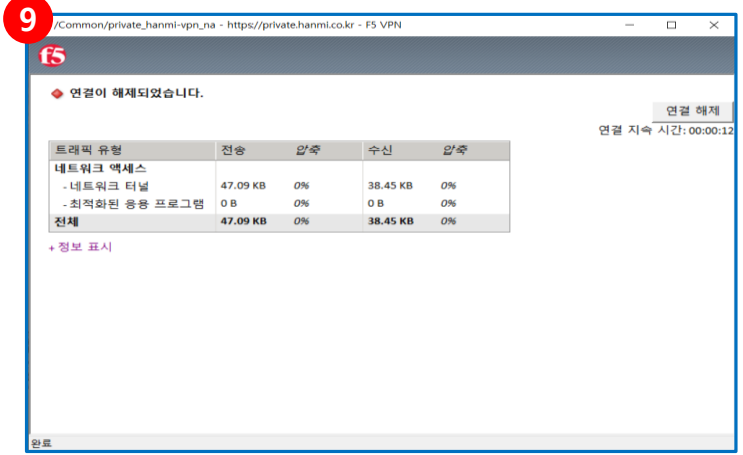 9
/Common/private_hanmi-vpn_na - https://private.hanmi.co.kr - F5 VPN
f5
연결이 해제되었습니다.
연결 해제
연결 지속 시간: 00:00:12
트래픽 유형 전송 압축 수신 압축
네트워크 액세스
- 네트워크 터널 47.09 KB 0% 38.45 KB 0%
- 최적화된 응용 프로그램 0 B 0% 0 B 0%
전체 47.09 KB 0% 38.45 KB 0%
+ 정보 표시
완료